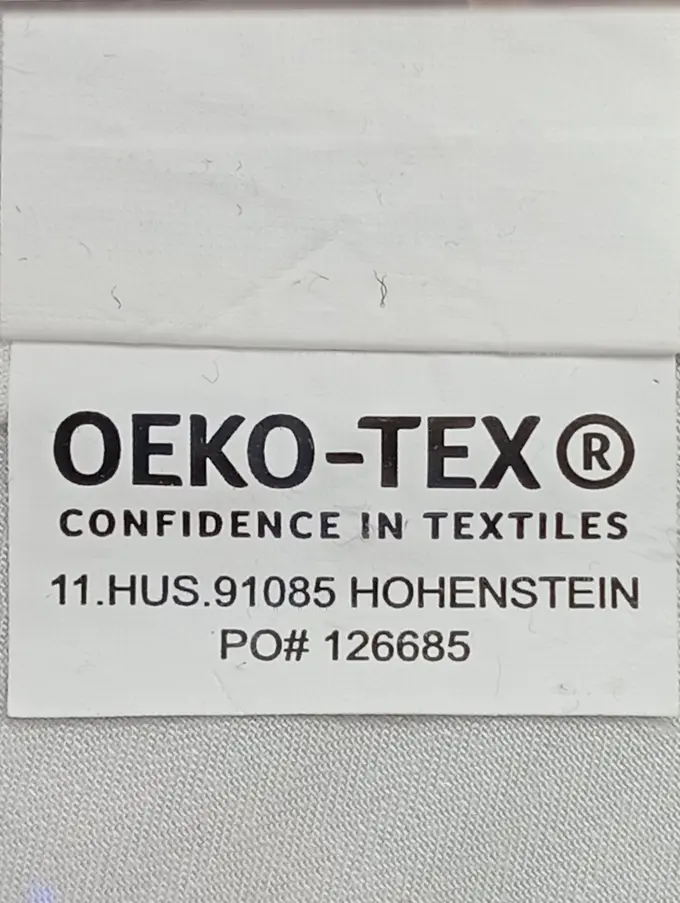 OEKO-TEX®
CONFIDENCE IN TEXTILES
11.HUS.91085 HOHENSTEIN
PO# 126685